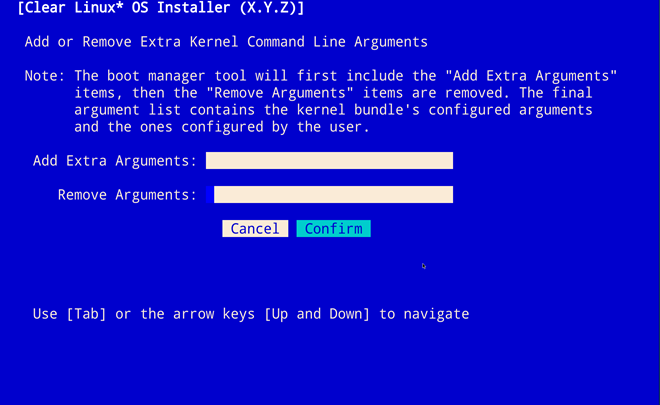 [Clear Linux* OS Installer (X.Y.Z)]
Add or Remove Extra Kernel Command Line Arguments
Note: The boot manager tool will first include the "Add Extra Arguments"
items, then the "Remove Arguments" items are removed. The final
argument list contains the kernel bundle's configured arguments
and the ones configured by the user.
Add Extra Arguments:
Remove Arguments:
Cancel Confirm
Use [Tab] or the arrow keys [Up and Down] to navigate